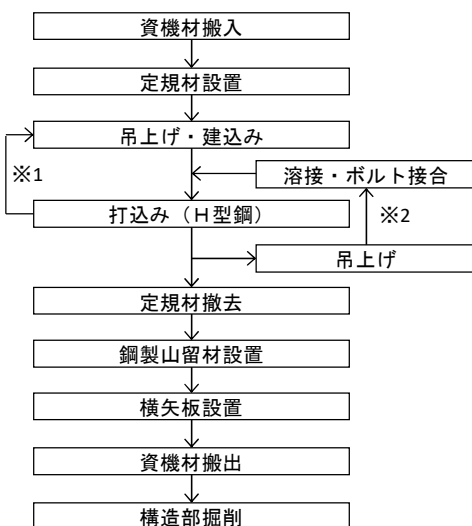 資機材搬入
定規材設置
吊上げ・建込み
※1
溶接・ボルト接合
打込み（Ｈ型鋼）
※2
吊上げ
定規材撤去
鋼製山留材設置
横矢板設置
資機材搬出
構造部掘削